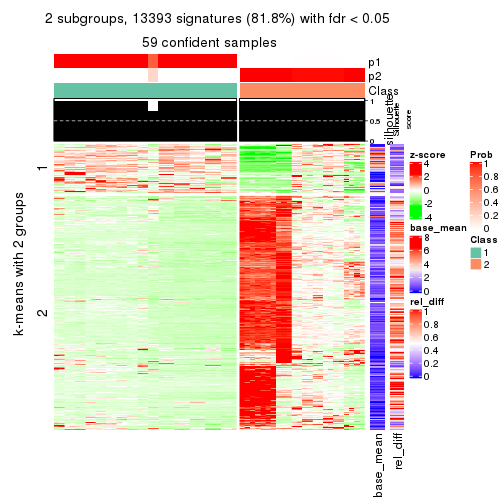 2 subgroups, 13393 signatures (81.8%) with fdr < 0.05
59 confident samples
p1
p2
Class
1
0.5
0
silhouette
Silhouette
score
k-means with 2 groups
1
2
base_mean
rel_diff
z-score
4
2
0
-2
-4
base_mean
8
6
4
2
0
rel_diff
1
0.8
0.6
0.4
0.2
0
Prob
1
0.8
0.6
0.4
0.2
0
Class
1
2